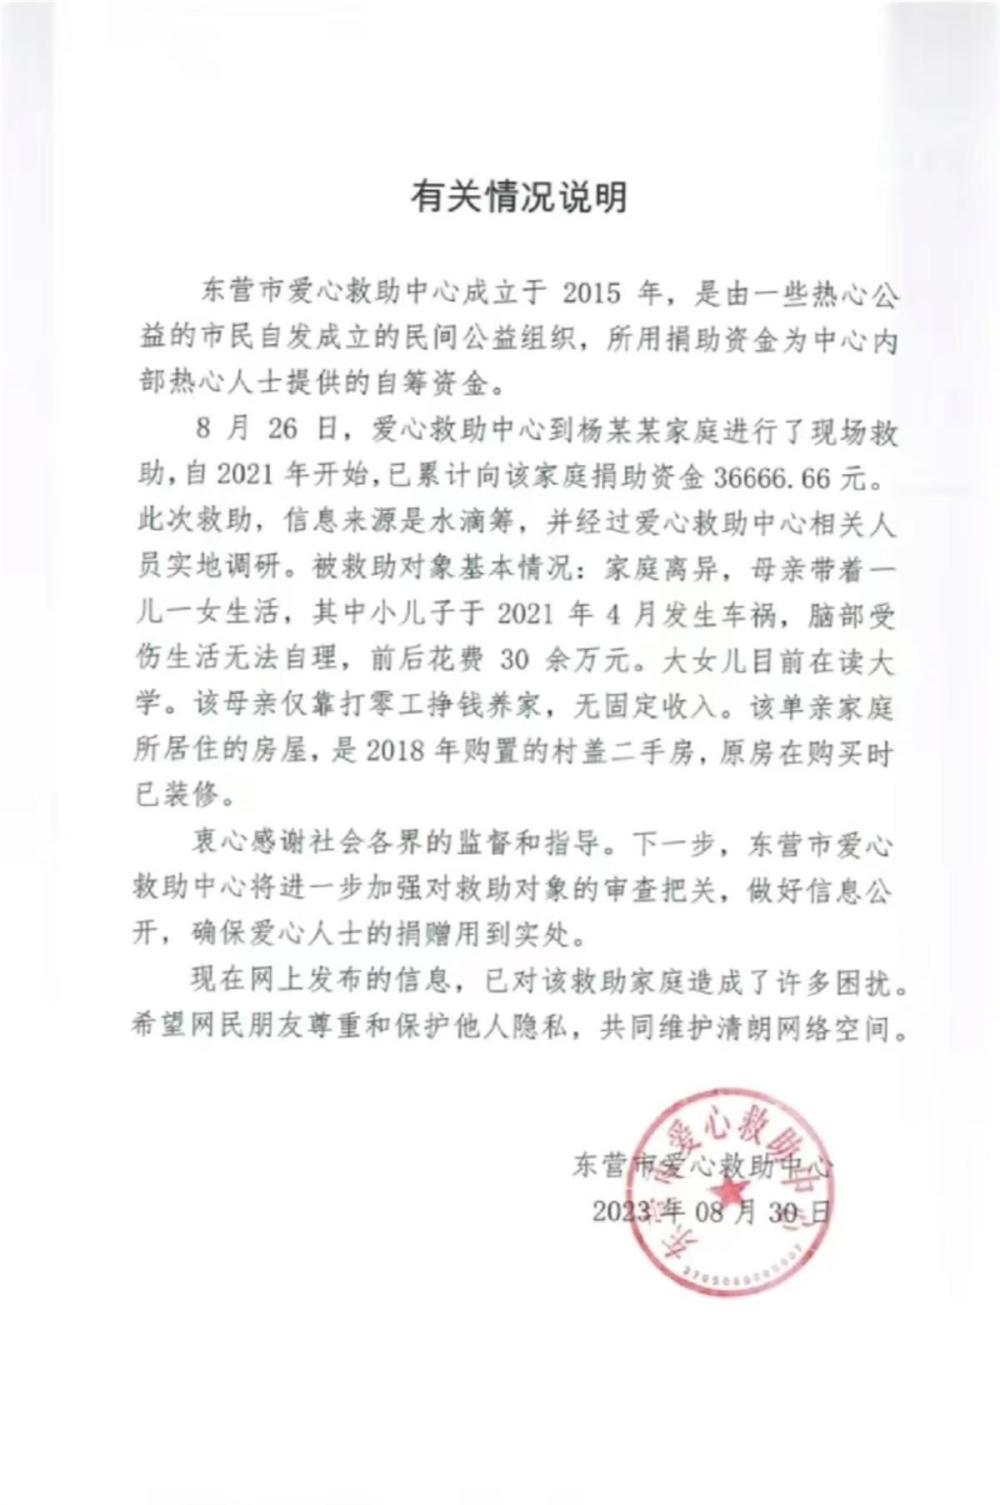 有关情况说明
东营市爱心救助中心成立于 2015 年，是由一些热心公
益的市民自发成立的民间公益组织，所用捐助资金为中心内
部热心人士提供的自筹资金。
8 月 26 日，爱心救助中心到杨某某家庭进行了现场救
助，自 2021 年开始，已累计向该家庭捐助资金 36666.66 元。
此次救助，信息来源是水滴筹，并经过爱心救助中心相关人
员实地调研。被救助对象基本情况：家庭离异，母亲带着一
儿一女生活，其中小儿子于 2021 年 4 月发生车祸，脑部受
伤生活无法自理，前后花费 30 余万元。大女儿目前在读大
学。该母亲仅靠打零工挣钱养家，无固定收入。该单亲家庭
所居住的房屋，是 2018 年购置的村盖二手房，原房在购买时
已装修。
衷心感谢社会各界的监督和指导。下一步，东营市爱心
救助中心将进一步加强对救助对象的审查把关，做好信息公
开，确保爱心人士的捐赠用到实处。
现在网上发布的信息，已对该救助家庭造成了许多困扰。
希望网民朋友尊重和保护他人隐私，共同维护清朗网络空间。
东营市爱心救助中心
2023 年 08 月 30 日
东营市爱心救助中心